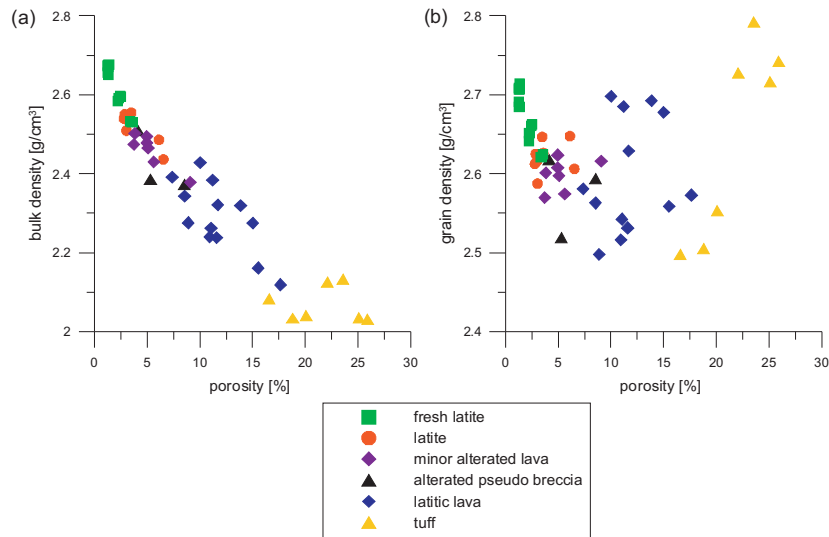 (a)
2.8
2.6
2.4
2.2
2
bulk density [g/cm³]
0 5 10 15 20 25 30
porosity [%]
(b)
2.8
2.7
2.6
2.5
2.4
grain density [g/cm³]
0 5 10 15 20 25 30
porosity [%]
fresh latite
latite
minor alterated lava
alterated pseudo breccia
latitic lava
tuff